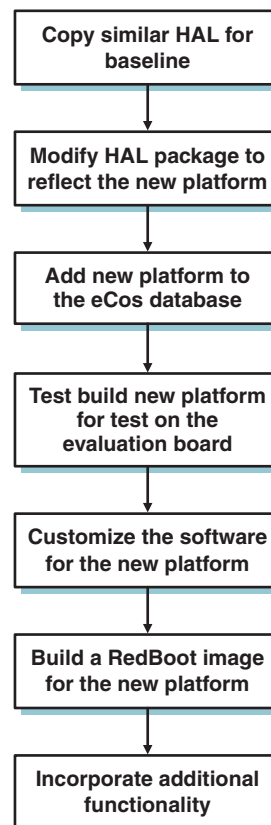 Copy similar HAL for
baseline
Modify HAL package to
reflect the new platform
Add new platform to
the eCos database
Test build new platform
for test on the
evaluation board
Customize the software
for the new platform
Build a RedBoot image
for the new platform
Incorporate additional
functionality